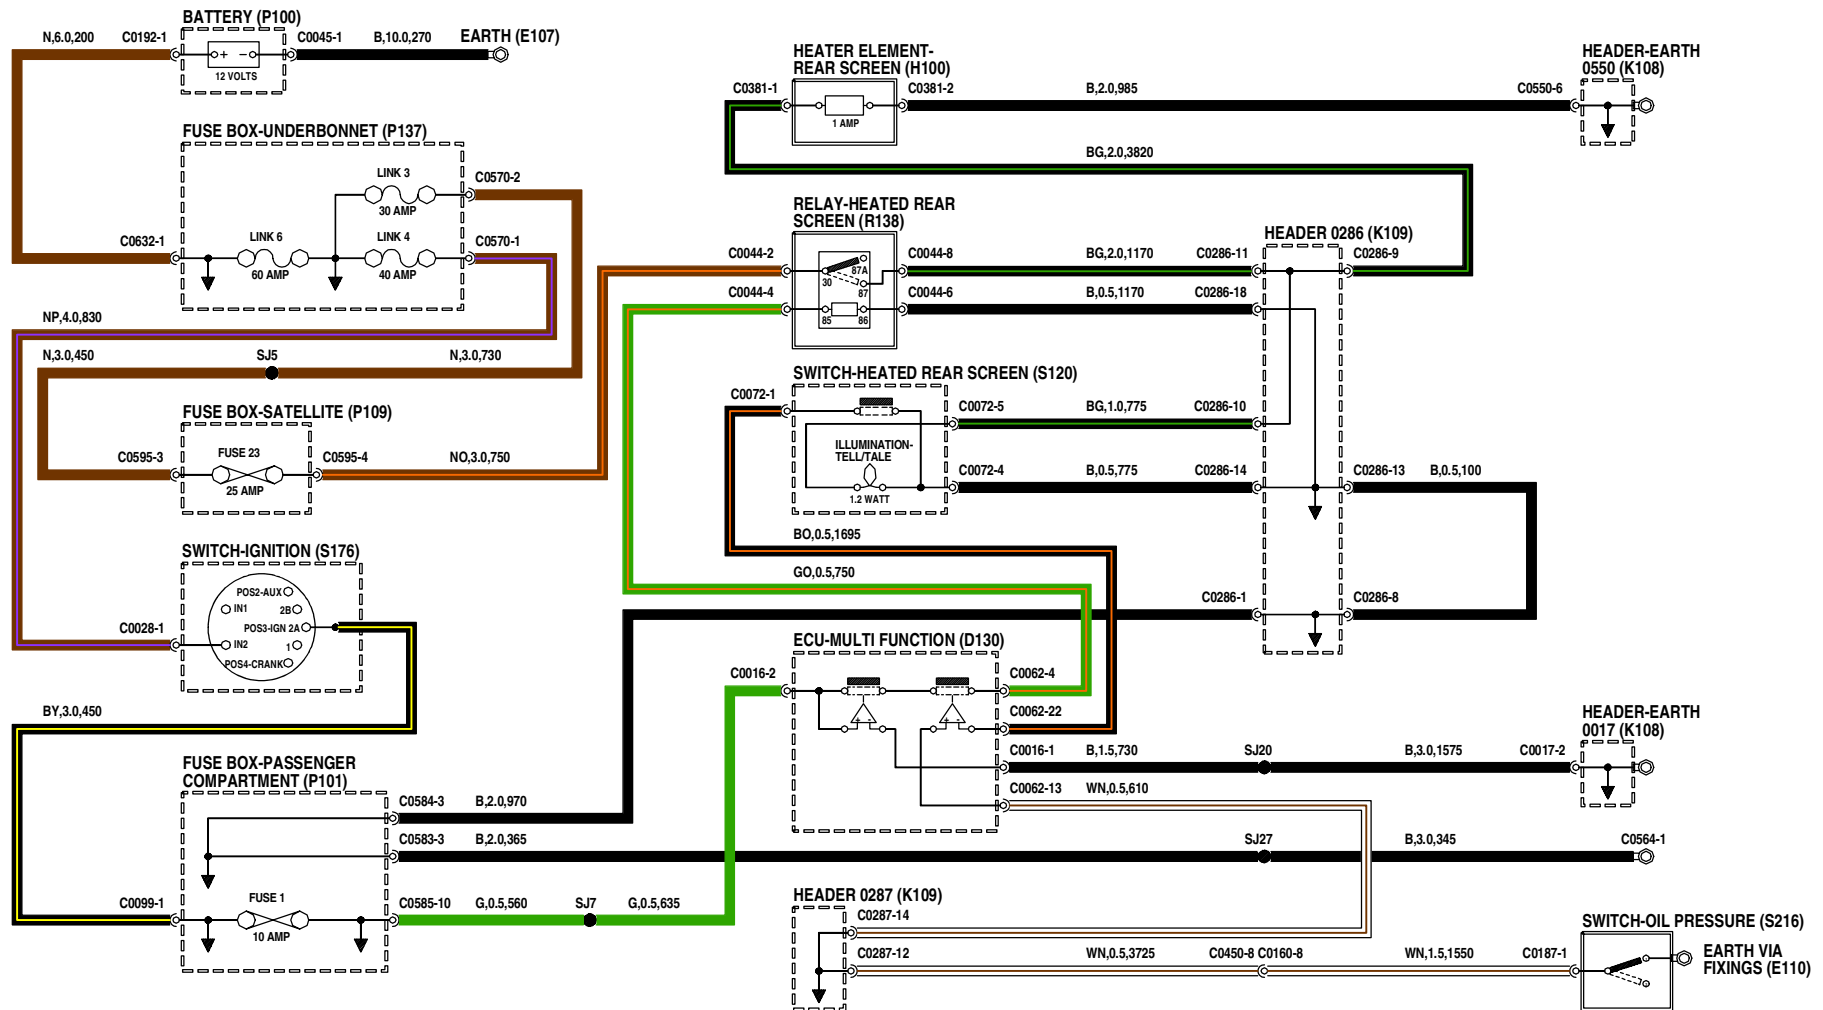 BATTERY (P100)
N,6.0,200
C0192-1
12 VOLTS
C0045-1
B,10.0,270
EARTH (E107)
FUSE BOX-UNDERBONNET (P137)
LINK 3
30 AMP
C0570-2
C0632-1
LINK 6
60 AMP
LINK 4
40 AMP
C0570-1
NP,4.0,830
N,3.0,450
SJ5
N,3.0,730
FUSE BOX-SATELLITE (P109)
C0595-3
FUSE 23
25 AMP
C0595-4
NO,3.0,750
SWITCH-IGNITION (S176)
POS2-AUX
IN1
2B
POS3-IGN 2A
C0028-1
IN2
1
POS4-CRANK
BY,3.0,450
FUSE BOX-PASSENGER
COMPARTMENT (P101)
C0584-3
B,2.0,970
C0583-3
B,2.0,365
C0099-1
FUSE 1
10 AMP
C0585-10
G,0.5,560
SJ7
G,0.5,635
HEATER ELEMENT-
REAR SCREEN (H100)
C0381-1
1 AMP
C0381-2
B,2.0,985
C0550-6
HEADER-EARTH
0550 (K108)
BG,2.0,3820
RELAY-HEATED REAR
SCREEN (R138)
C0044-2
87A
30
87
C0044-8
BG,2.0,1170
C0286-11
HEADER 0286 (K109)
C0286-9
C0044-4
85
86
C0044-6
B,0.5,1170
C0286-18
SWITCH-HEATED REAR SCREEN (S120)
C0072-1
C0072-5
BG,1.0,775
C0286-10
ILLUMINATION-
TELL/TALE
1.2 WATT
C0072-4
B,0.5,775
C0286-14
C0286-13
B,0.5,100
BO,0.5,1695
GO,0.5,750
C0286-1
C0286-8
ECU-MULTI FUNCTION (D130)
C0016-2
+ -
+ -
C0062-4
C0062-22
C0016-1
B,1.5,730
SJ20
B,3.0,1575
C0017-2
HEADER-EARTH
0017 (K108)
C0062-13
WN,0.5,610
SJ27
B,3.0,345
C0564-1
HEADER 0287 (K109)
C0287-14
C0287-12
WN,0.5,3725
C0450-8 C0160-8
WN,1.5,1550
C0187-1
SWITCH-OIL PRESSURE (S216)
EARTH VIA
FIXINGS (E110)